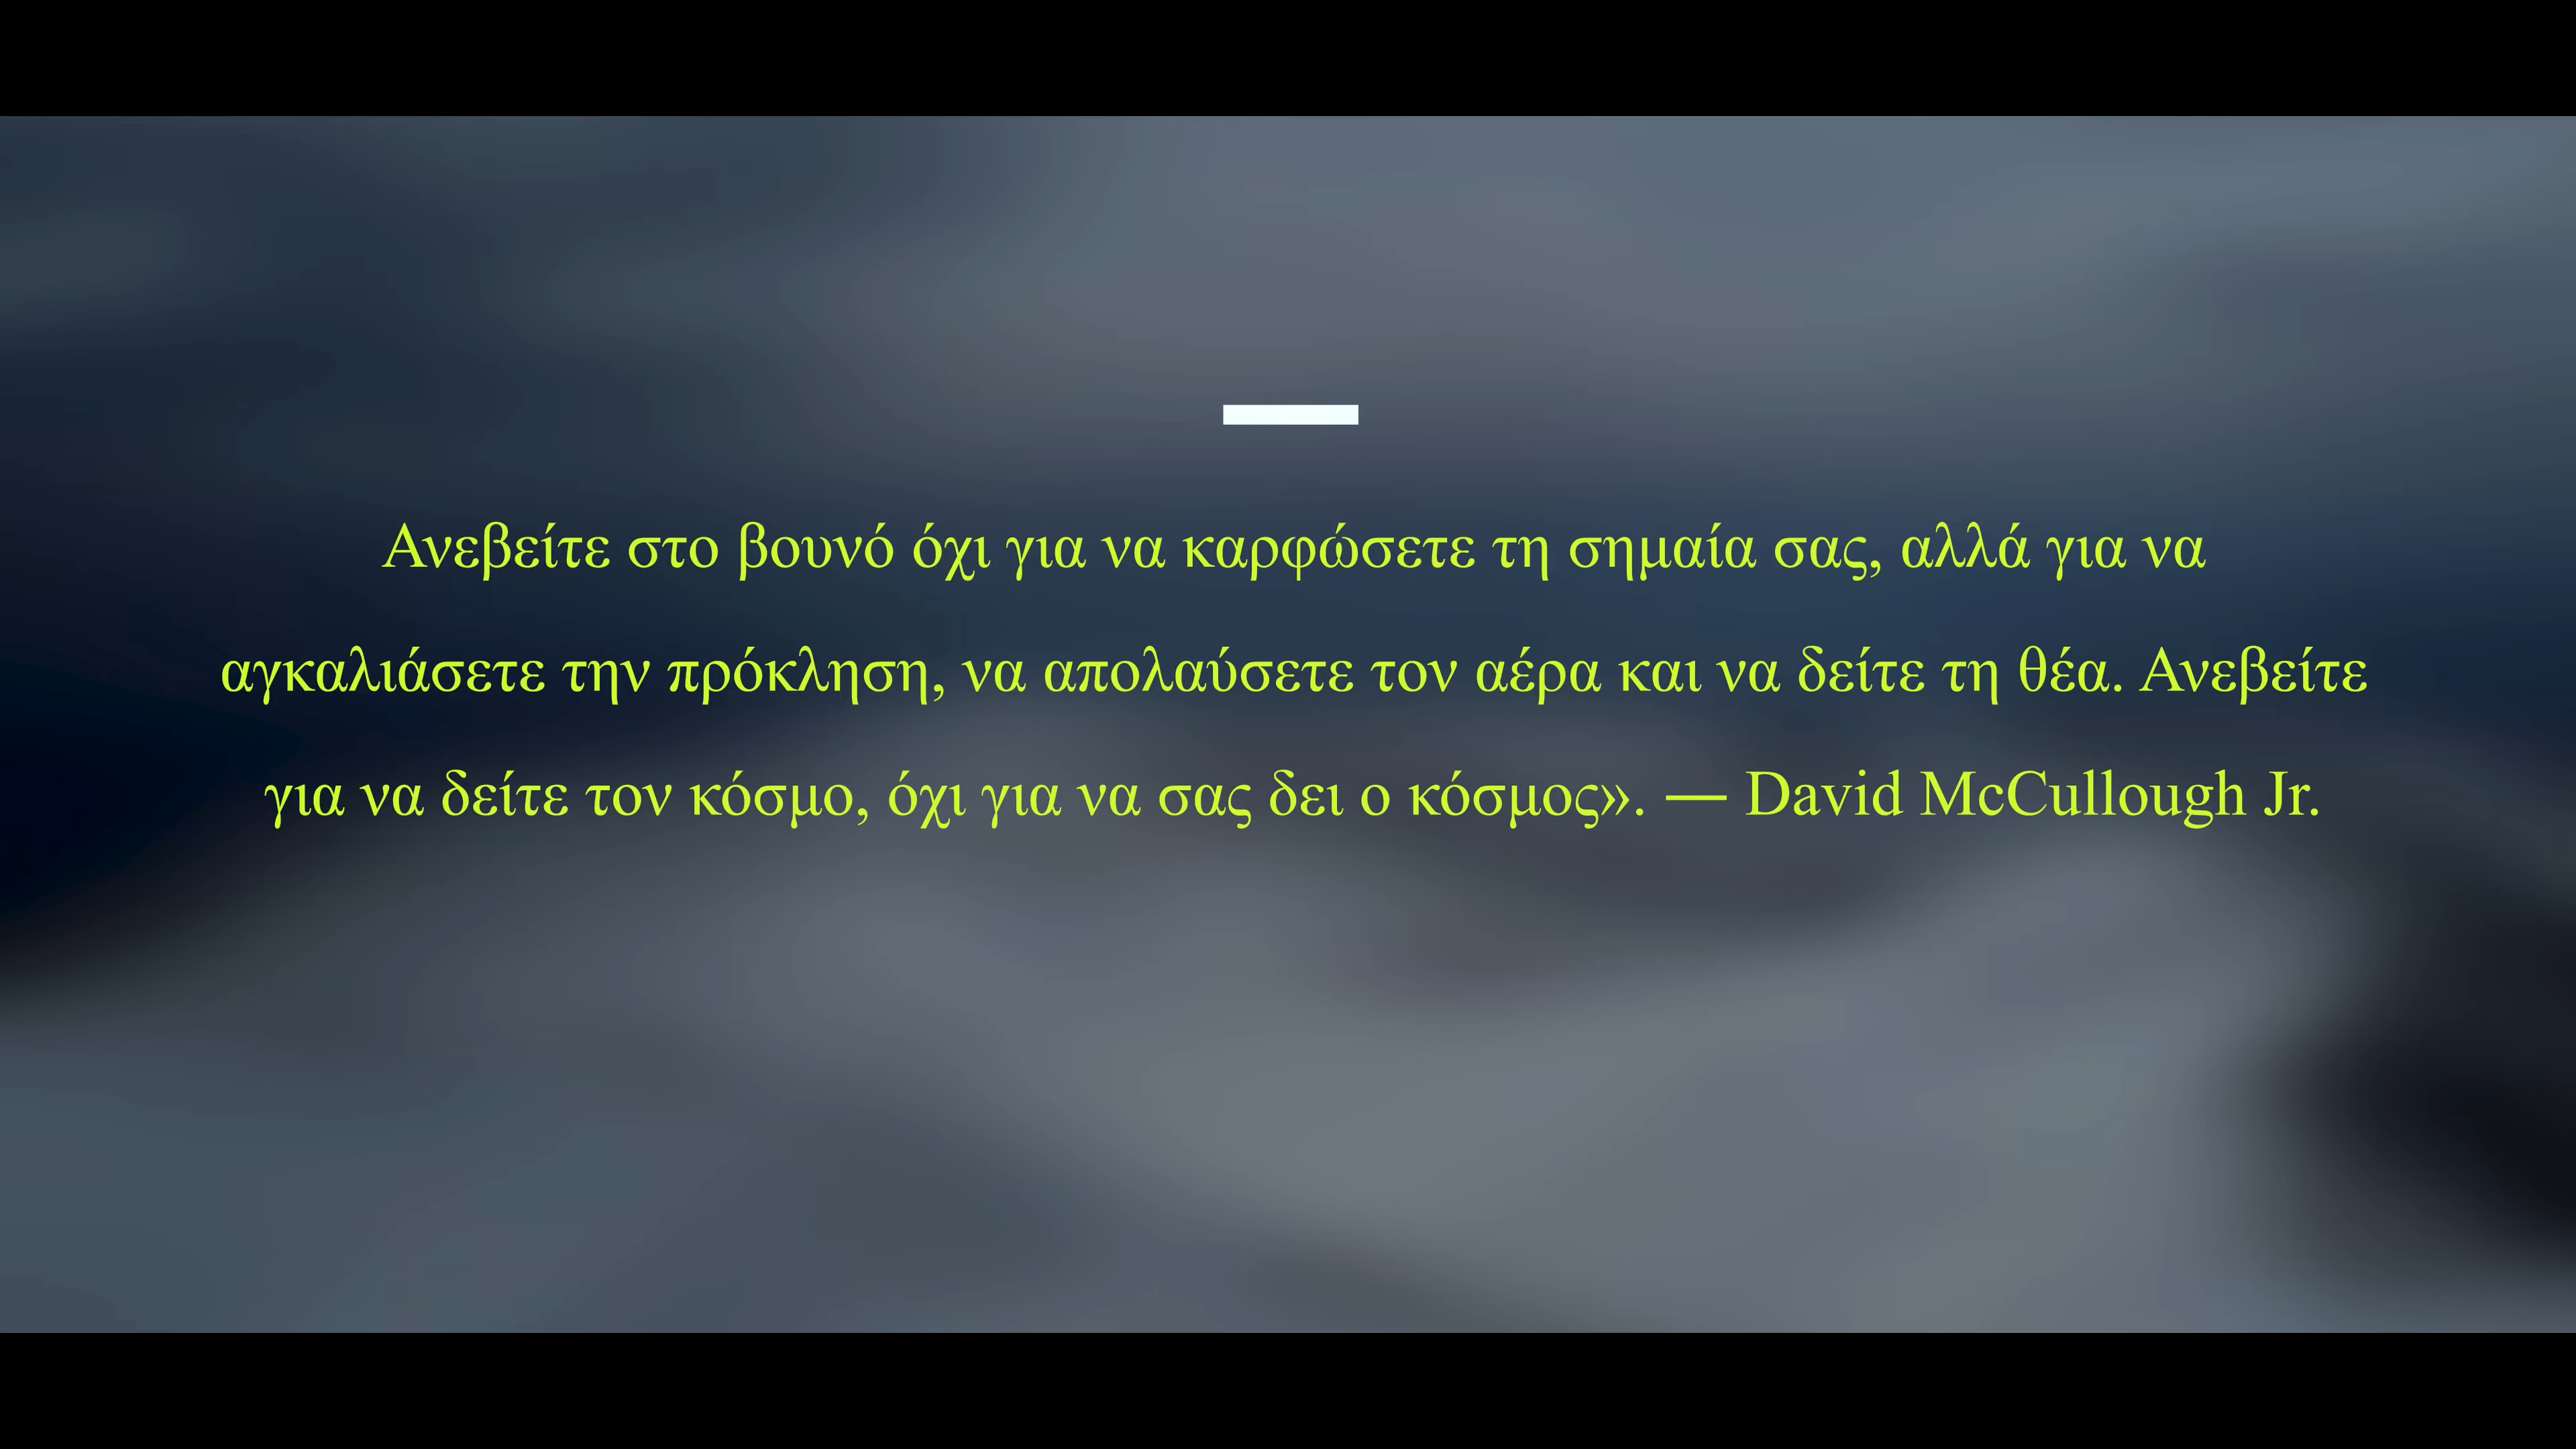 Ανεβείτε στο βουνό όχι για να καρφώσετε τη σημαία σας, αλλά για να
αγκαλιάσετε την πρόκληση, να απολαύσετε τον αέρα και να δείτε τη θέα. Ανεβείτε
για να δείτε τον κόσμο, όχι για να σας δει ο κόσμος». — David McCullough Jr.